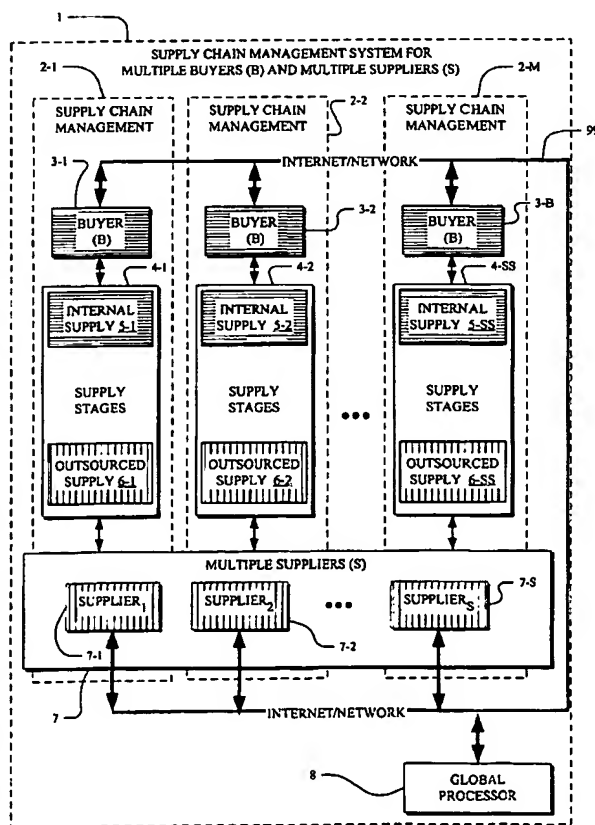 1
SUPPLY CHAIN MANAGEMENT SYSTEM FOR
MULTIPLE BUYERS (B) AND MULTIPLE SUPPLIERS (S)
2-1
2-2
2-M
SUPPLY CHAIN
MANAGEMENT
SUPPLY CHAIN
MANAGEMENT
SUPPLY CHAIN
MANAGEMENT
99
INTERNET/NETWORK
3-1
BUYER
(B)
3-2
BUYER
(B)
3-B
BUYER
(B)
4-1
4-2
4-SS
INTERNAL
SUPPLY 5-1
INTERNAL
SUPPLY 5-2
INTERNAL
SUPPLY 5-SS
SUPPLY
STAGES
SUPPLY
STAGES
SUPPLY
STAGES
•••
OUTSOURCED
SUPPLY 6-1
OUTSOURCED
SUPPLY 6-2
OUTSOURCED
SUPPLY 6-SS
MULTIPLE SUPPLIERS (S)
SUPPLIER1
SUPPLIER2
•••
SUPPLIERS
7-S
7-1
7-2
7
INTERNET/NETWORK
8
GLOBAL
PROCESSOR